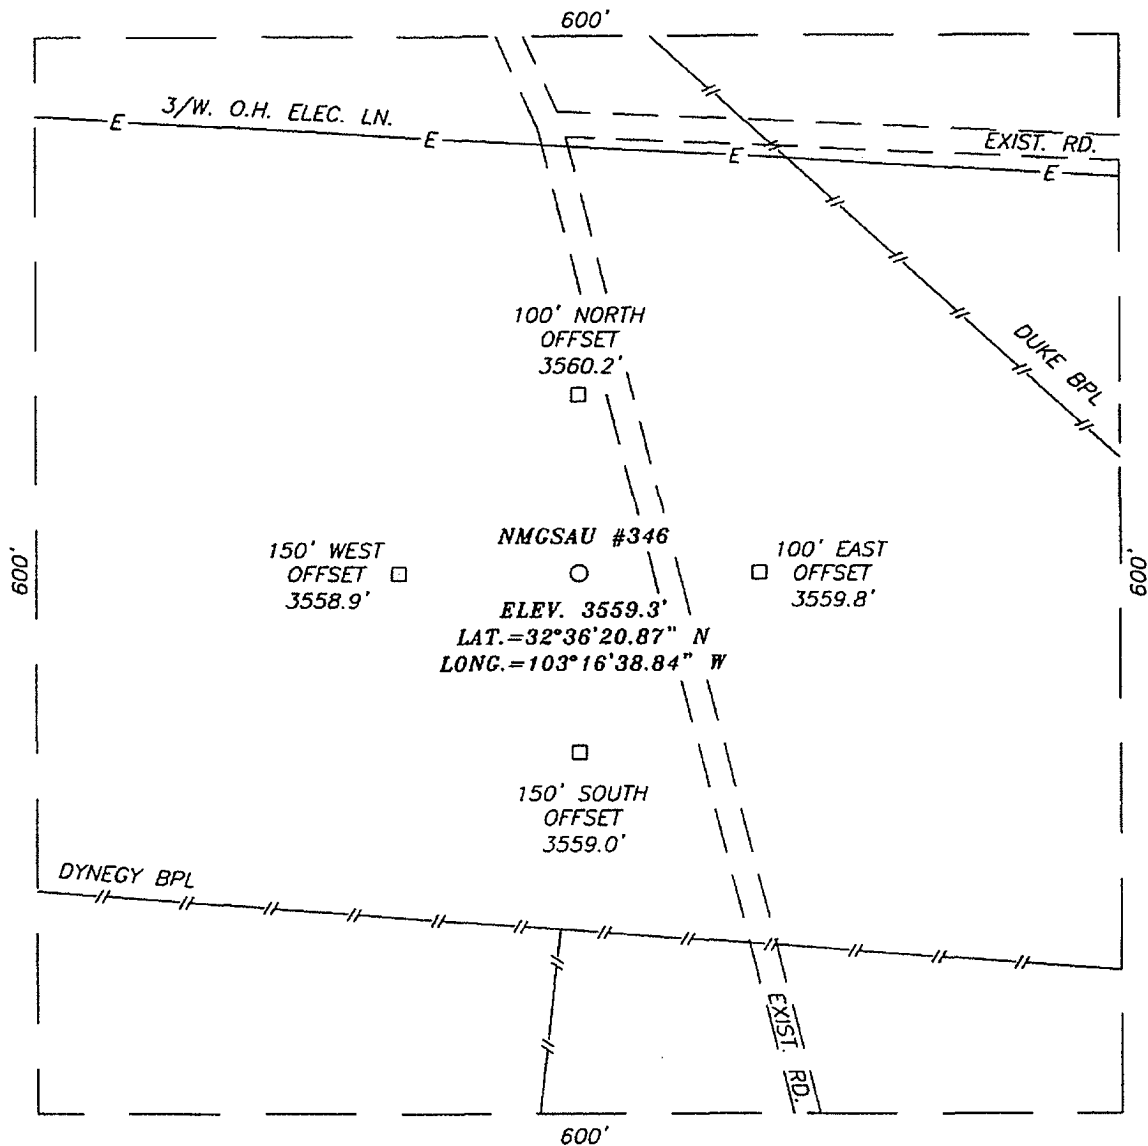 600'
3/W. O.H. ELEC. LN.
E
E
E
E
EXIST. RD.
100' NORTH
OFFSET
3560.2'
DUKE BPL
NMGSAU #346
150' WEST
OFFSET
3558.9'
100' EAST
OFFSET
3559.8'
600'
600'
ELEV. 3559.3'
LAT.=32°36'20.87" N
LONG.=103°16'38.84" W
150' SOUTH
OFFSET
3559.0'
DYNEGY BPL
EXIST. RD.
600'